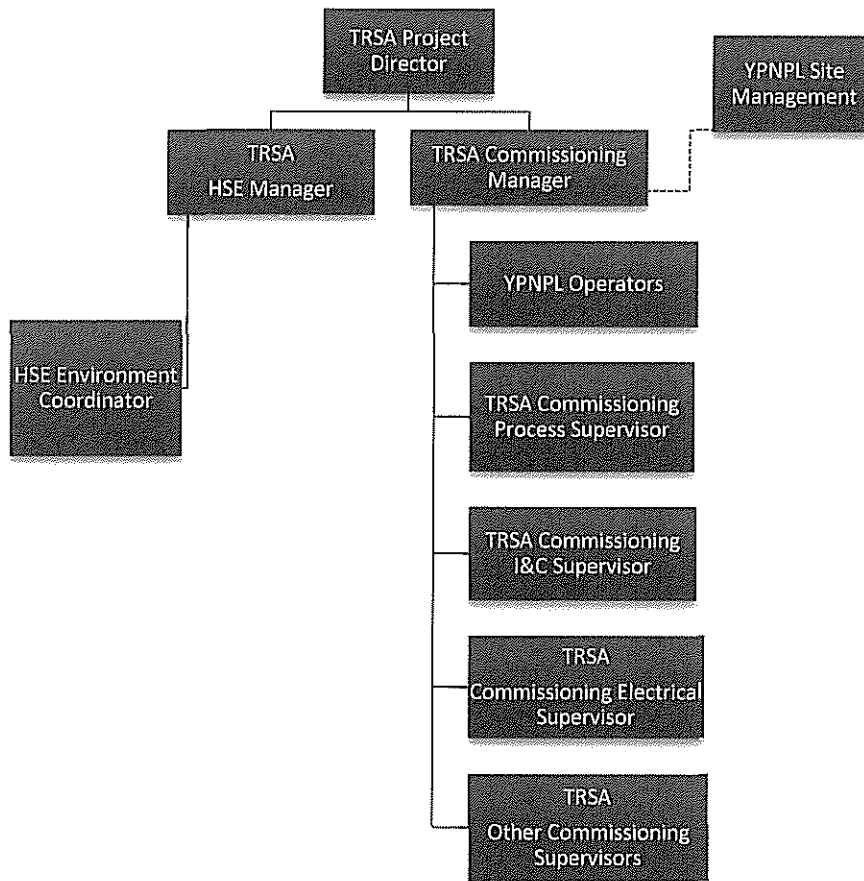 TRSA Project
Director
YPNPL Site
Management
TRSA
HSE Manager
TRSA Commissioning
Manager
YPNPL Operators
HSE Environment
Coordinator
TRSA Commissioning
Process Supervisor
TRSA Commissioning
I&C Supervisor
TRSA
Commissioning Electrical
Supervisor
TRSA
Other Commissioning
Supervisors